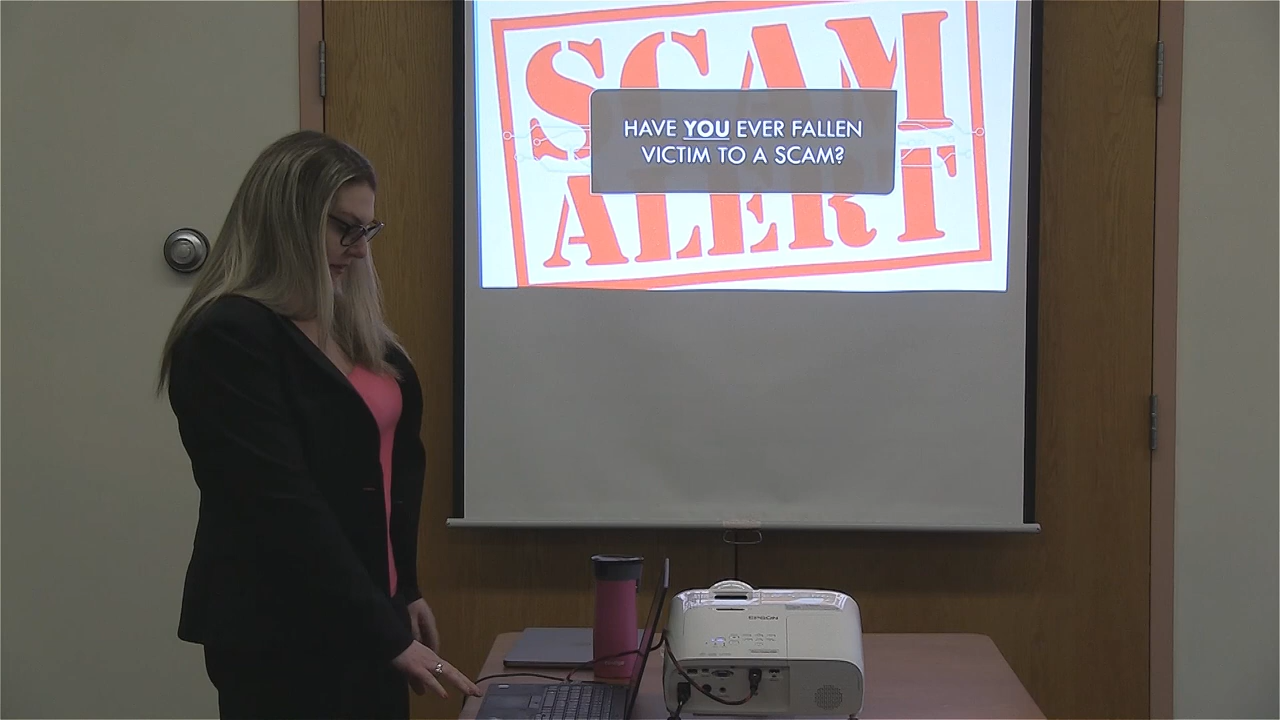 SCAM
HAVE YOU EVER FALLEN
VICTIM TO A SCAM?
ALERT
EPSON